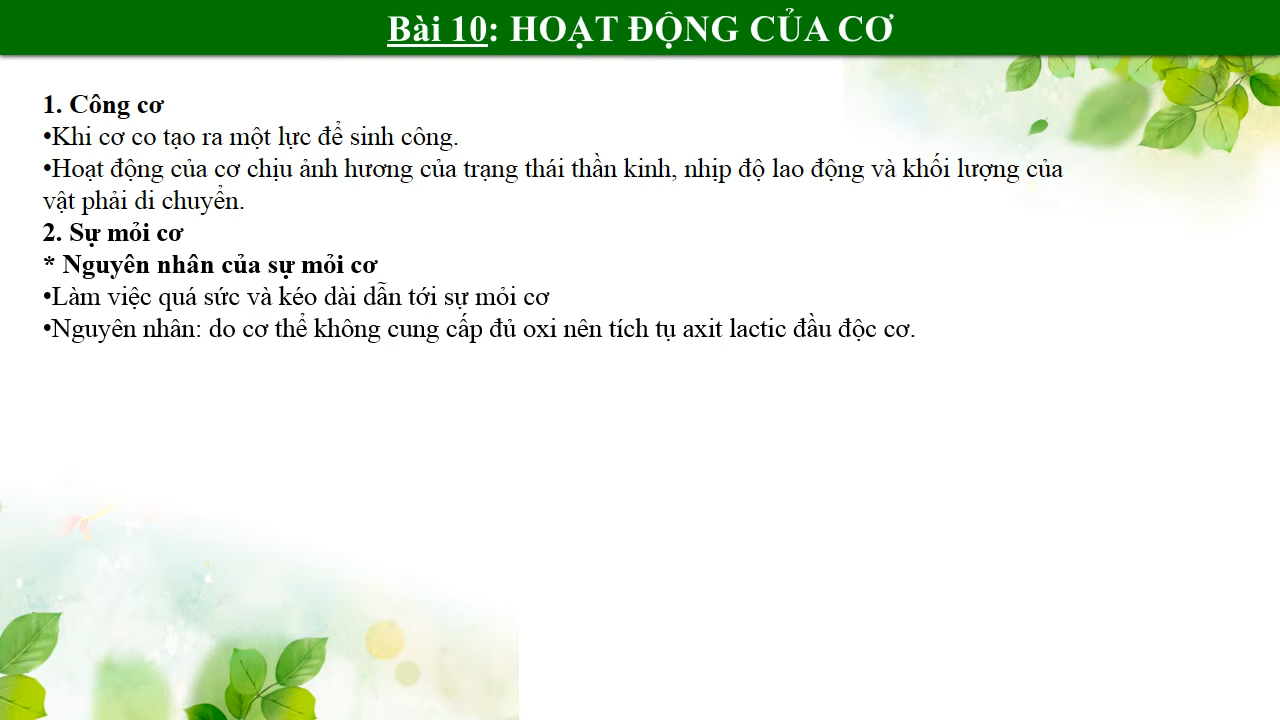 Bài 10: HOẠT ĐỘNG CỦA CƠ
1. Công cơ
•Khi cơ co tạo ra một lực để sinh công.
•Hoạt động của cơ chịu ảnh hương của trạng thái thần kinh, nhịp độ lao động và khối lượng của
vật phải di chuyển.
2. Sự mỏi cơ
* Nguyên nhân của sự mỏi cơ
•Làm việc quá sức và kéo dài dẫn tới sự mỏi cơ
•Nguyên nhân: do cơ thể không cung cấp đủ oxi nên tích tụ axit lactic đầu độc cơ.